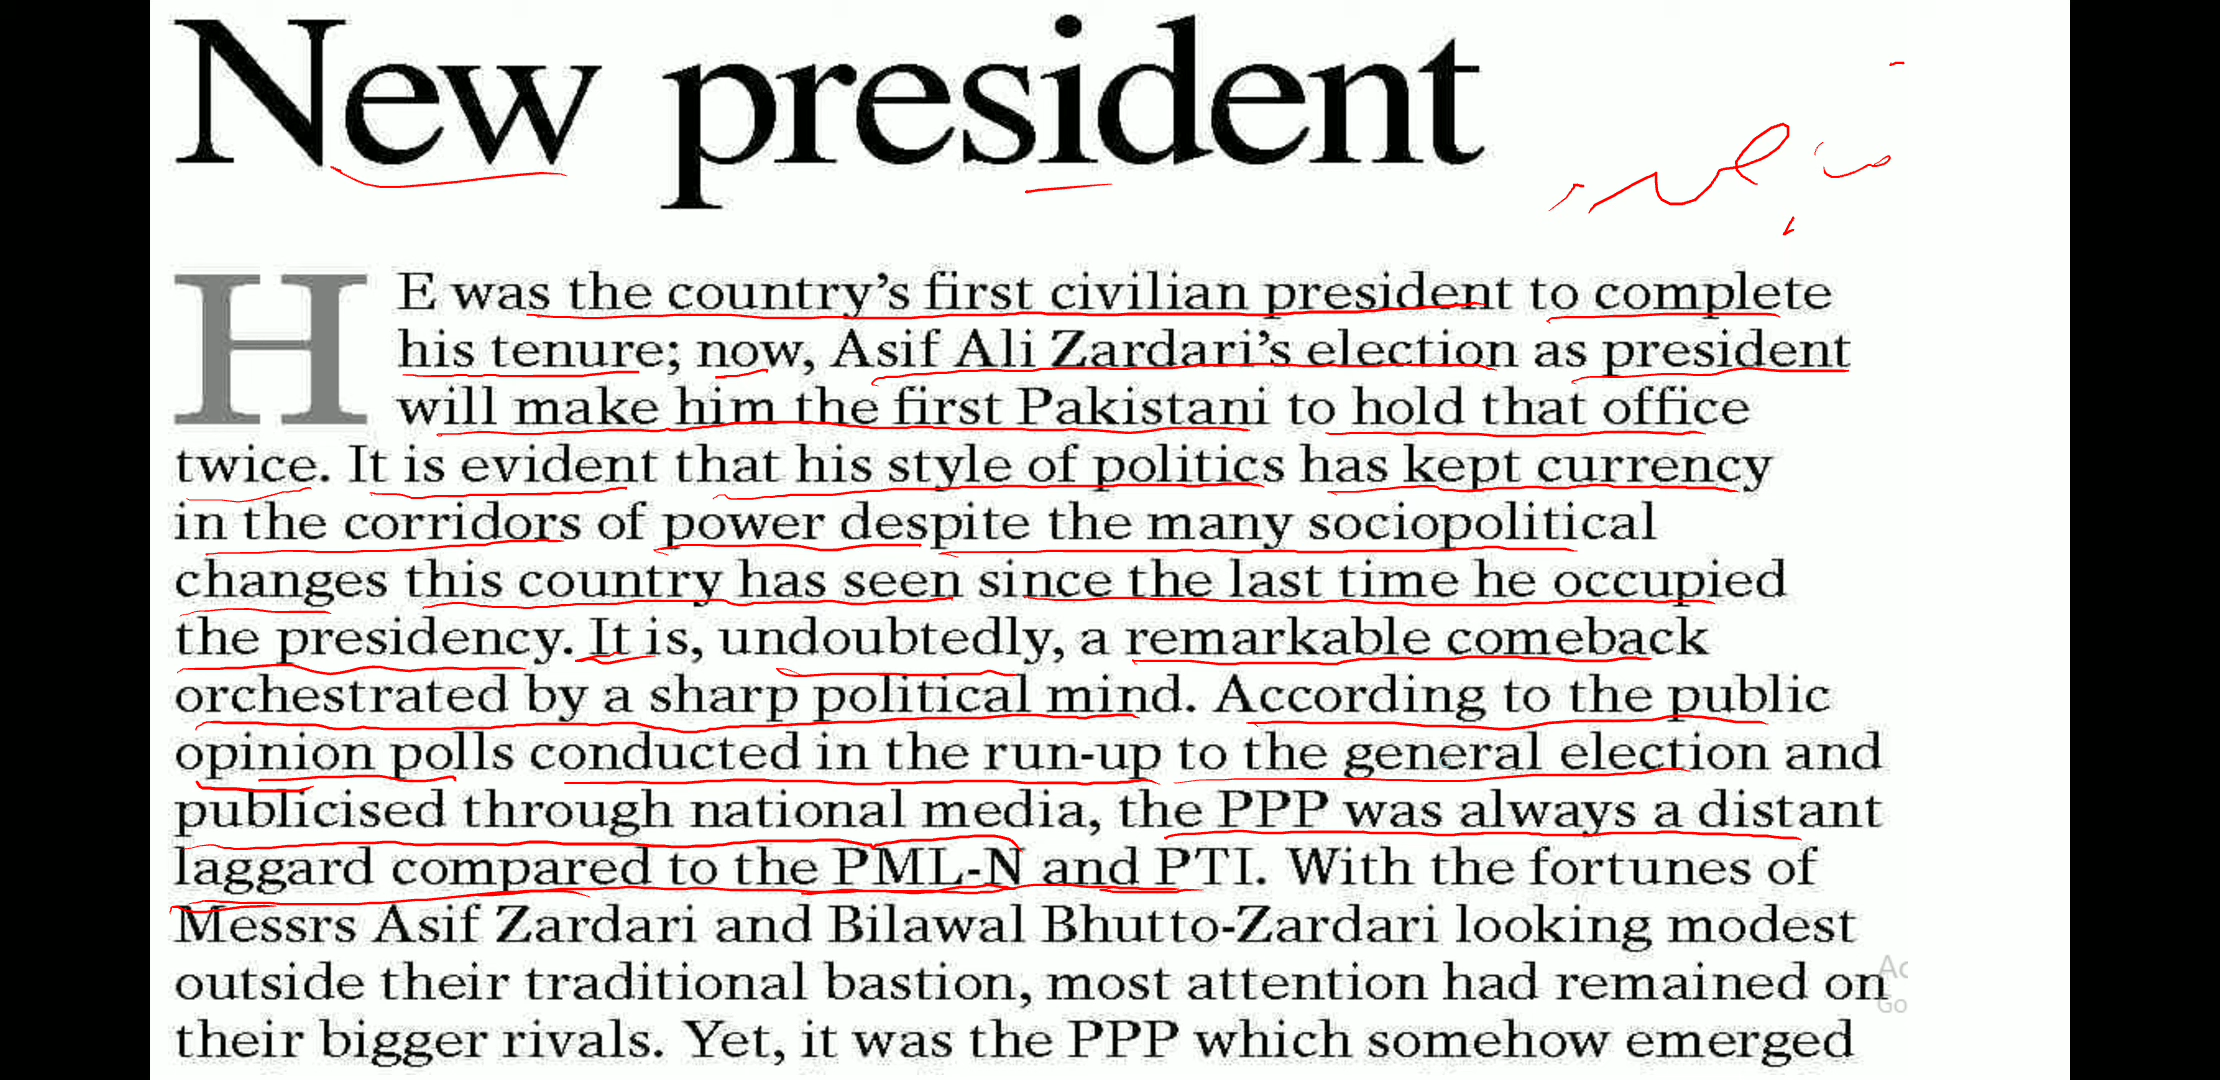 New president
HE was the country’s first civilian president to complete
his tenure; now, Asif Ali Zardari’s election as president
will make him the first Pakistani to hold that office
twice. It is evident that his style of politics has kept currency
in the corridors of power despite the many sociopolitical
changes this country has seen since the last time he occupied
the presidency. It is, undoubtedly, a remarkable comeback
orchestrated by a sharp political mind. According to the public
opinion polls conducted in the run-up to the general election and
publicised through national media, the PPP was always a distant
laggard compared to the PML-N and PTI. With the fortunes of
Messrs Asif Zardari and Bilawal Bhutto-Zardari looking modest
outside their traditional bastion, most attention had remained on
their bigger rivals. Yet, it was the PPP which somehow emerged